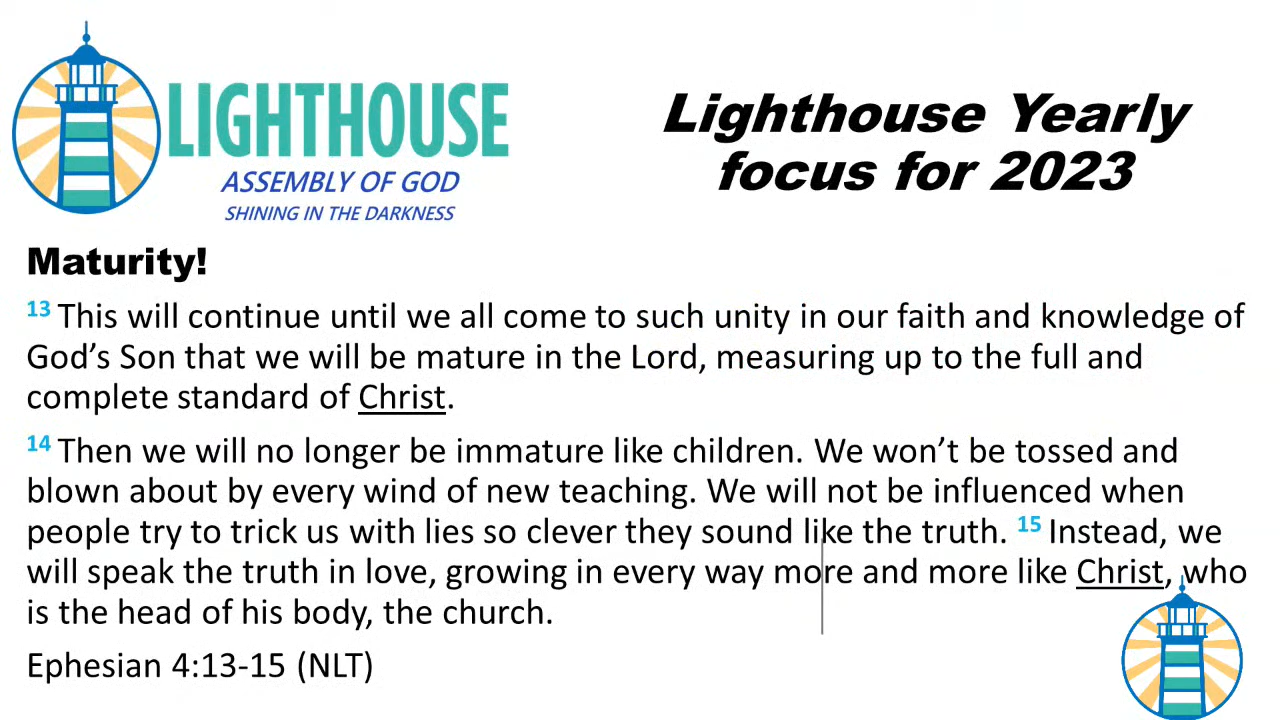 LIGHTHOUSE
ASSEMBLY OF GOD
SHINING IN THE DARKNESS
Lighthouse Yearly
focus for 2023
Maturity!
13 This will continue until we all come to such unity in our faith and knowledge of
God’s Son that we will be mature in the Lord, measuring up to the full and
complete standard of Christ.
14 Then we will no longer be immature like children. We won’t be tossed and
blown about by every wind of new teaching. We will not be influenced when
people try to trick us with lies so clever they sound like the truth. 15 Instead, we
will speak the truth in love, growing in every way more and more like Christ, who
is the head of his body, the church.
Ephesian 4:13-15 (NLT)